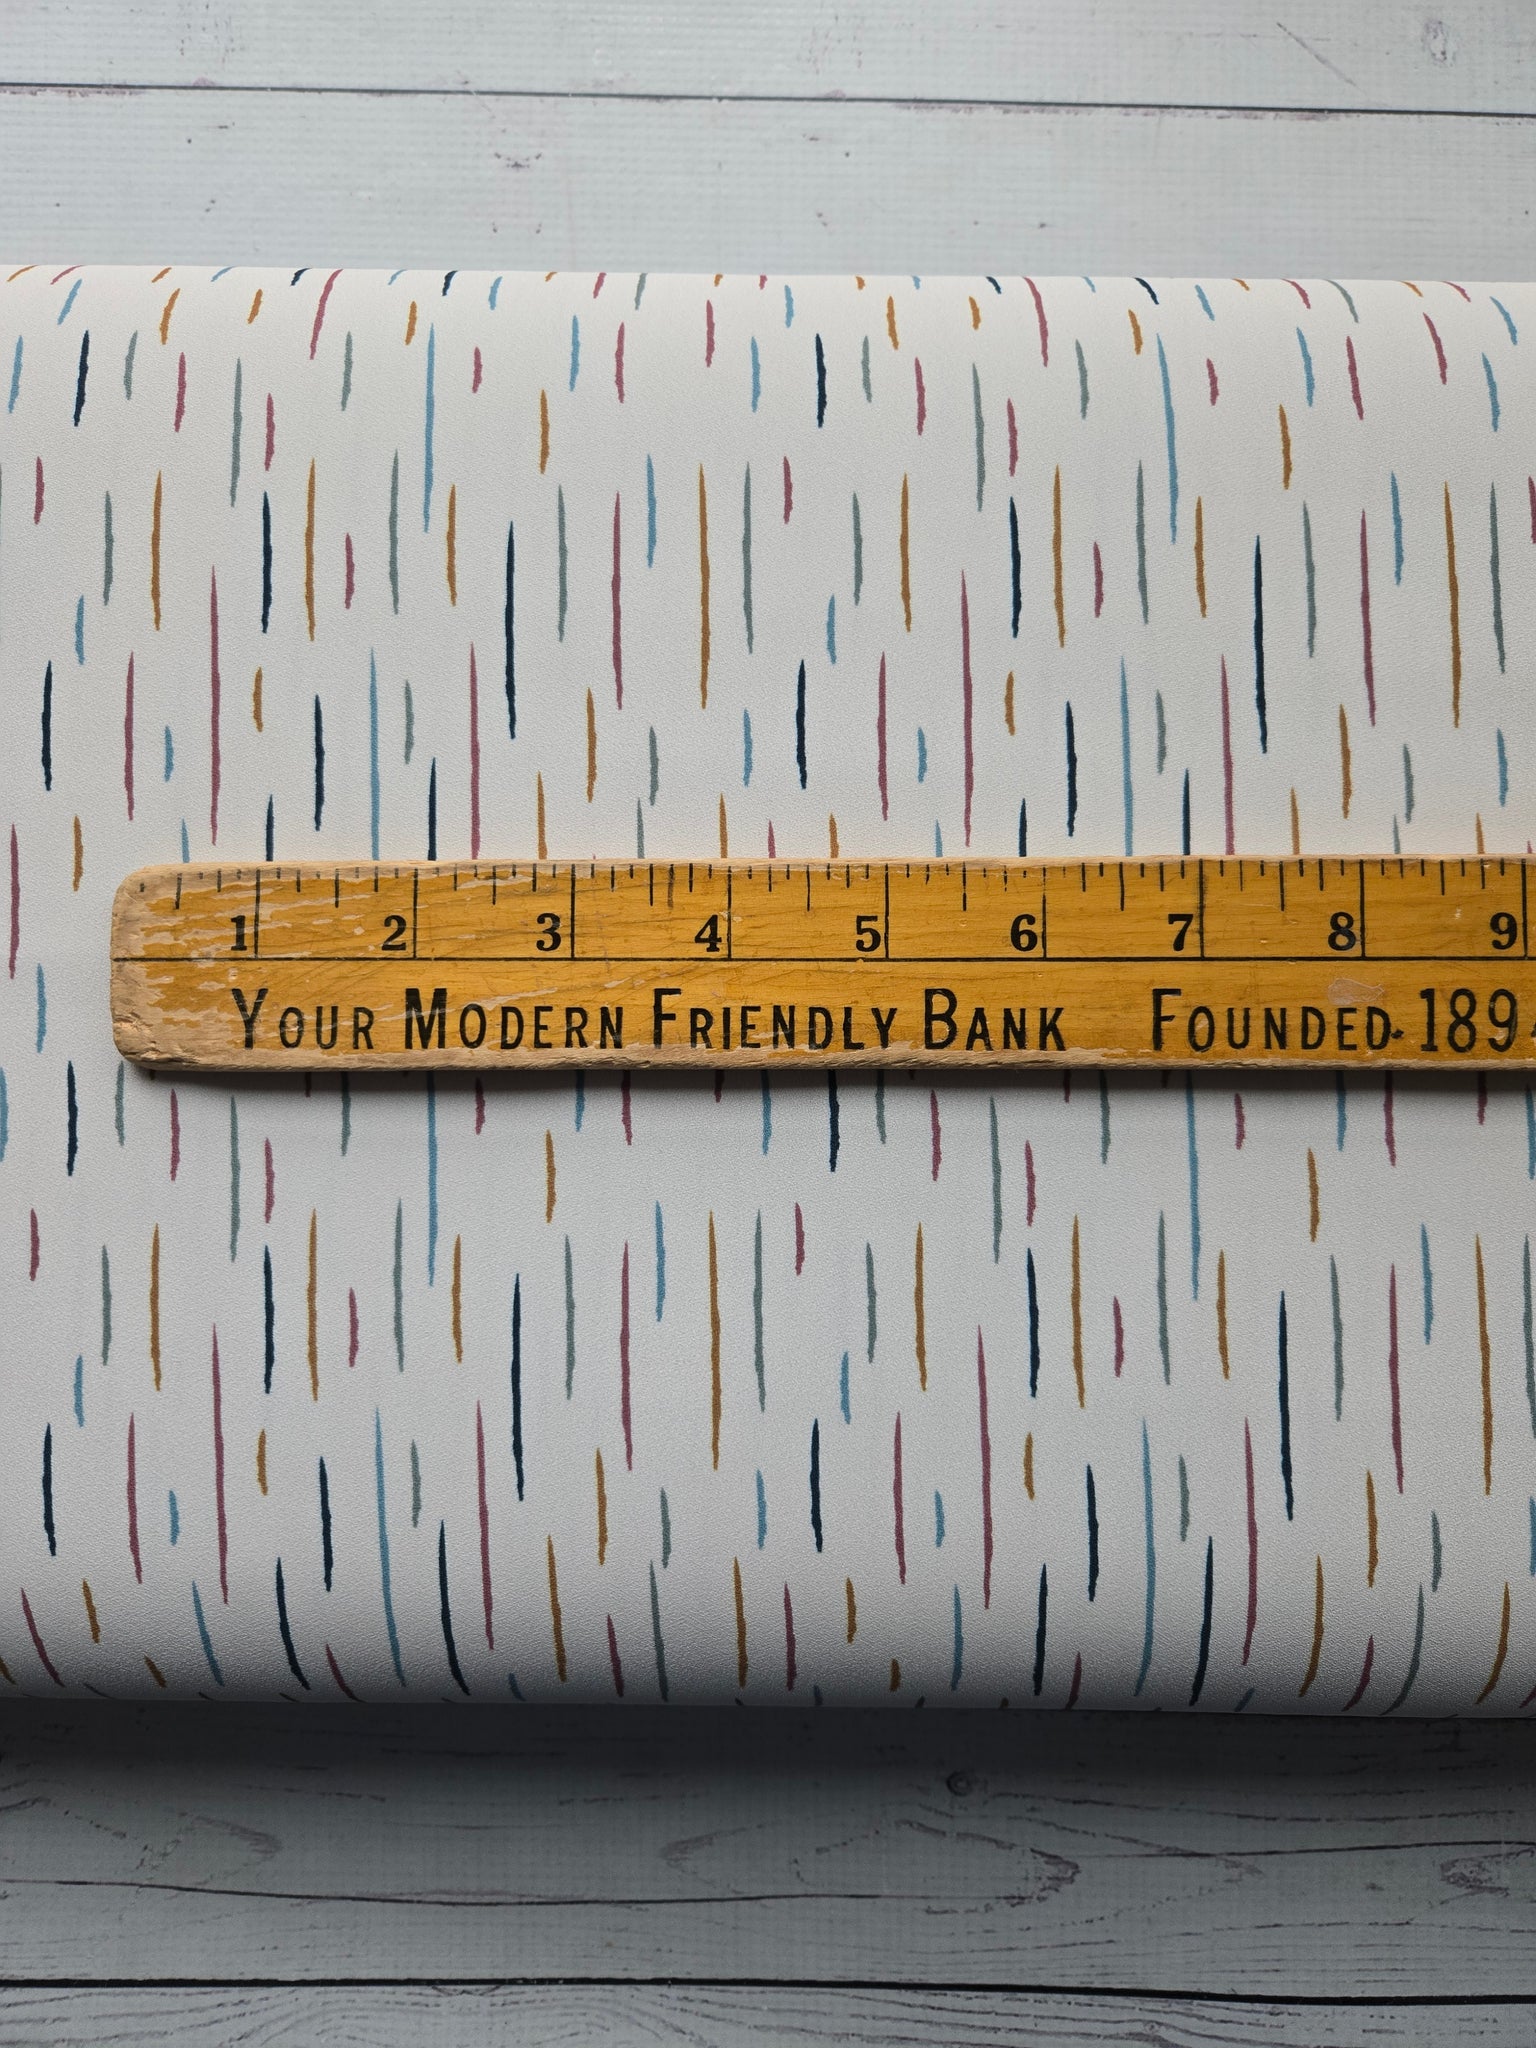 1 2 3 4 5 6 7 8 9
YOUR MODERN FRIENDLY BANK FOUNDED 189